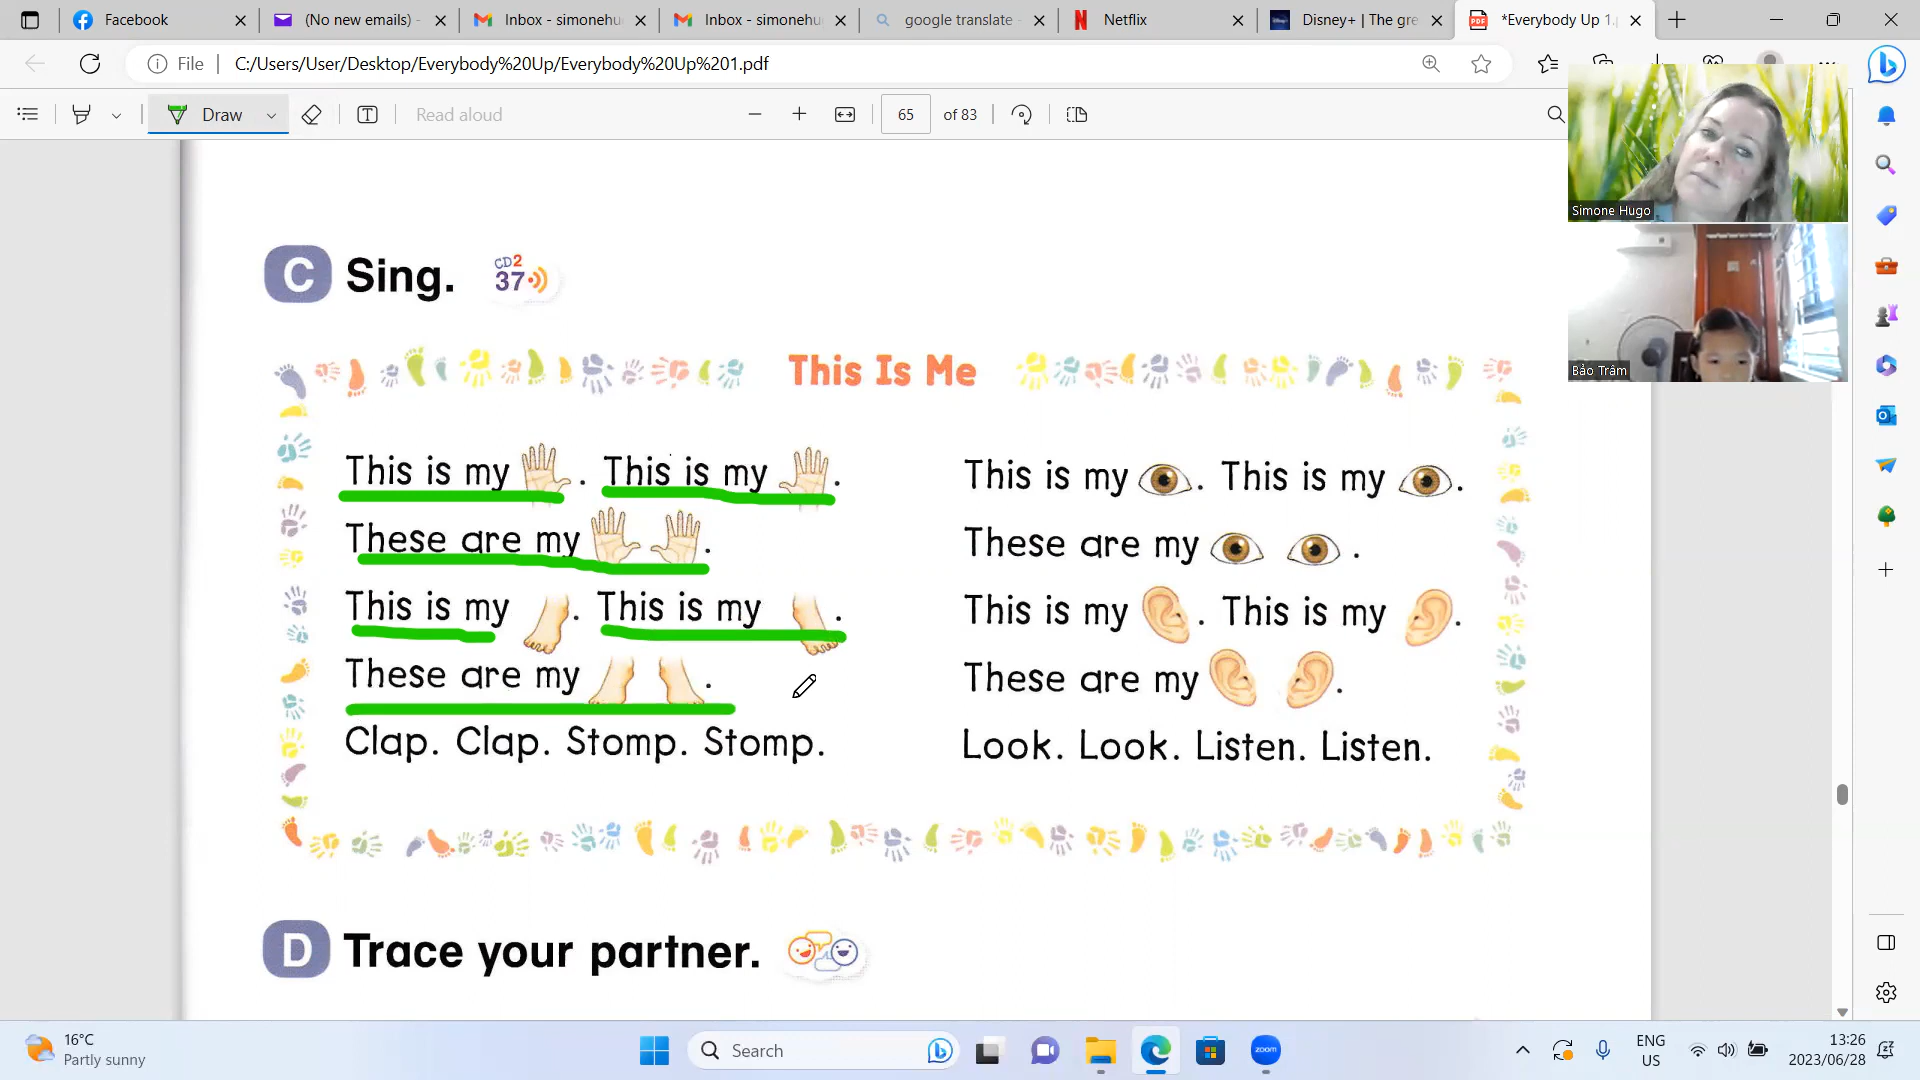 Facebook
(No new emails) -
Inbox - simonehu
Inbox - simonehu
google translate -
Netflix
Disney+ | The gre
*Everybody Up 1.p
File
C:/Users/User/Desktop/Everybody%20Up/Everybody%20Up%201.pdf
Draw
Read aloud
65 of 83
Simone Hugo
Bảo Trâm
C Sing. CD2 37
This Is Me
This is my . This is my .
These are my .
This is my . This is my .
These are my .
Clap. Clap. Stomp. Stomp.
This is my . This is my .
These are my .
This is my . This is my .
These are my .
Look. Look. Listen. Listen.
D Trace your partner.
16°C
Partly sunny
Search
zoom
ENG
US
13:26
2023/06/28